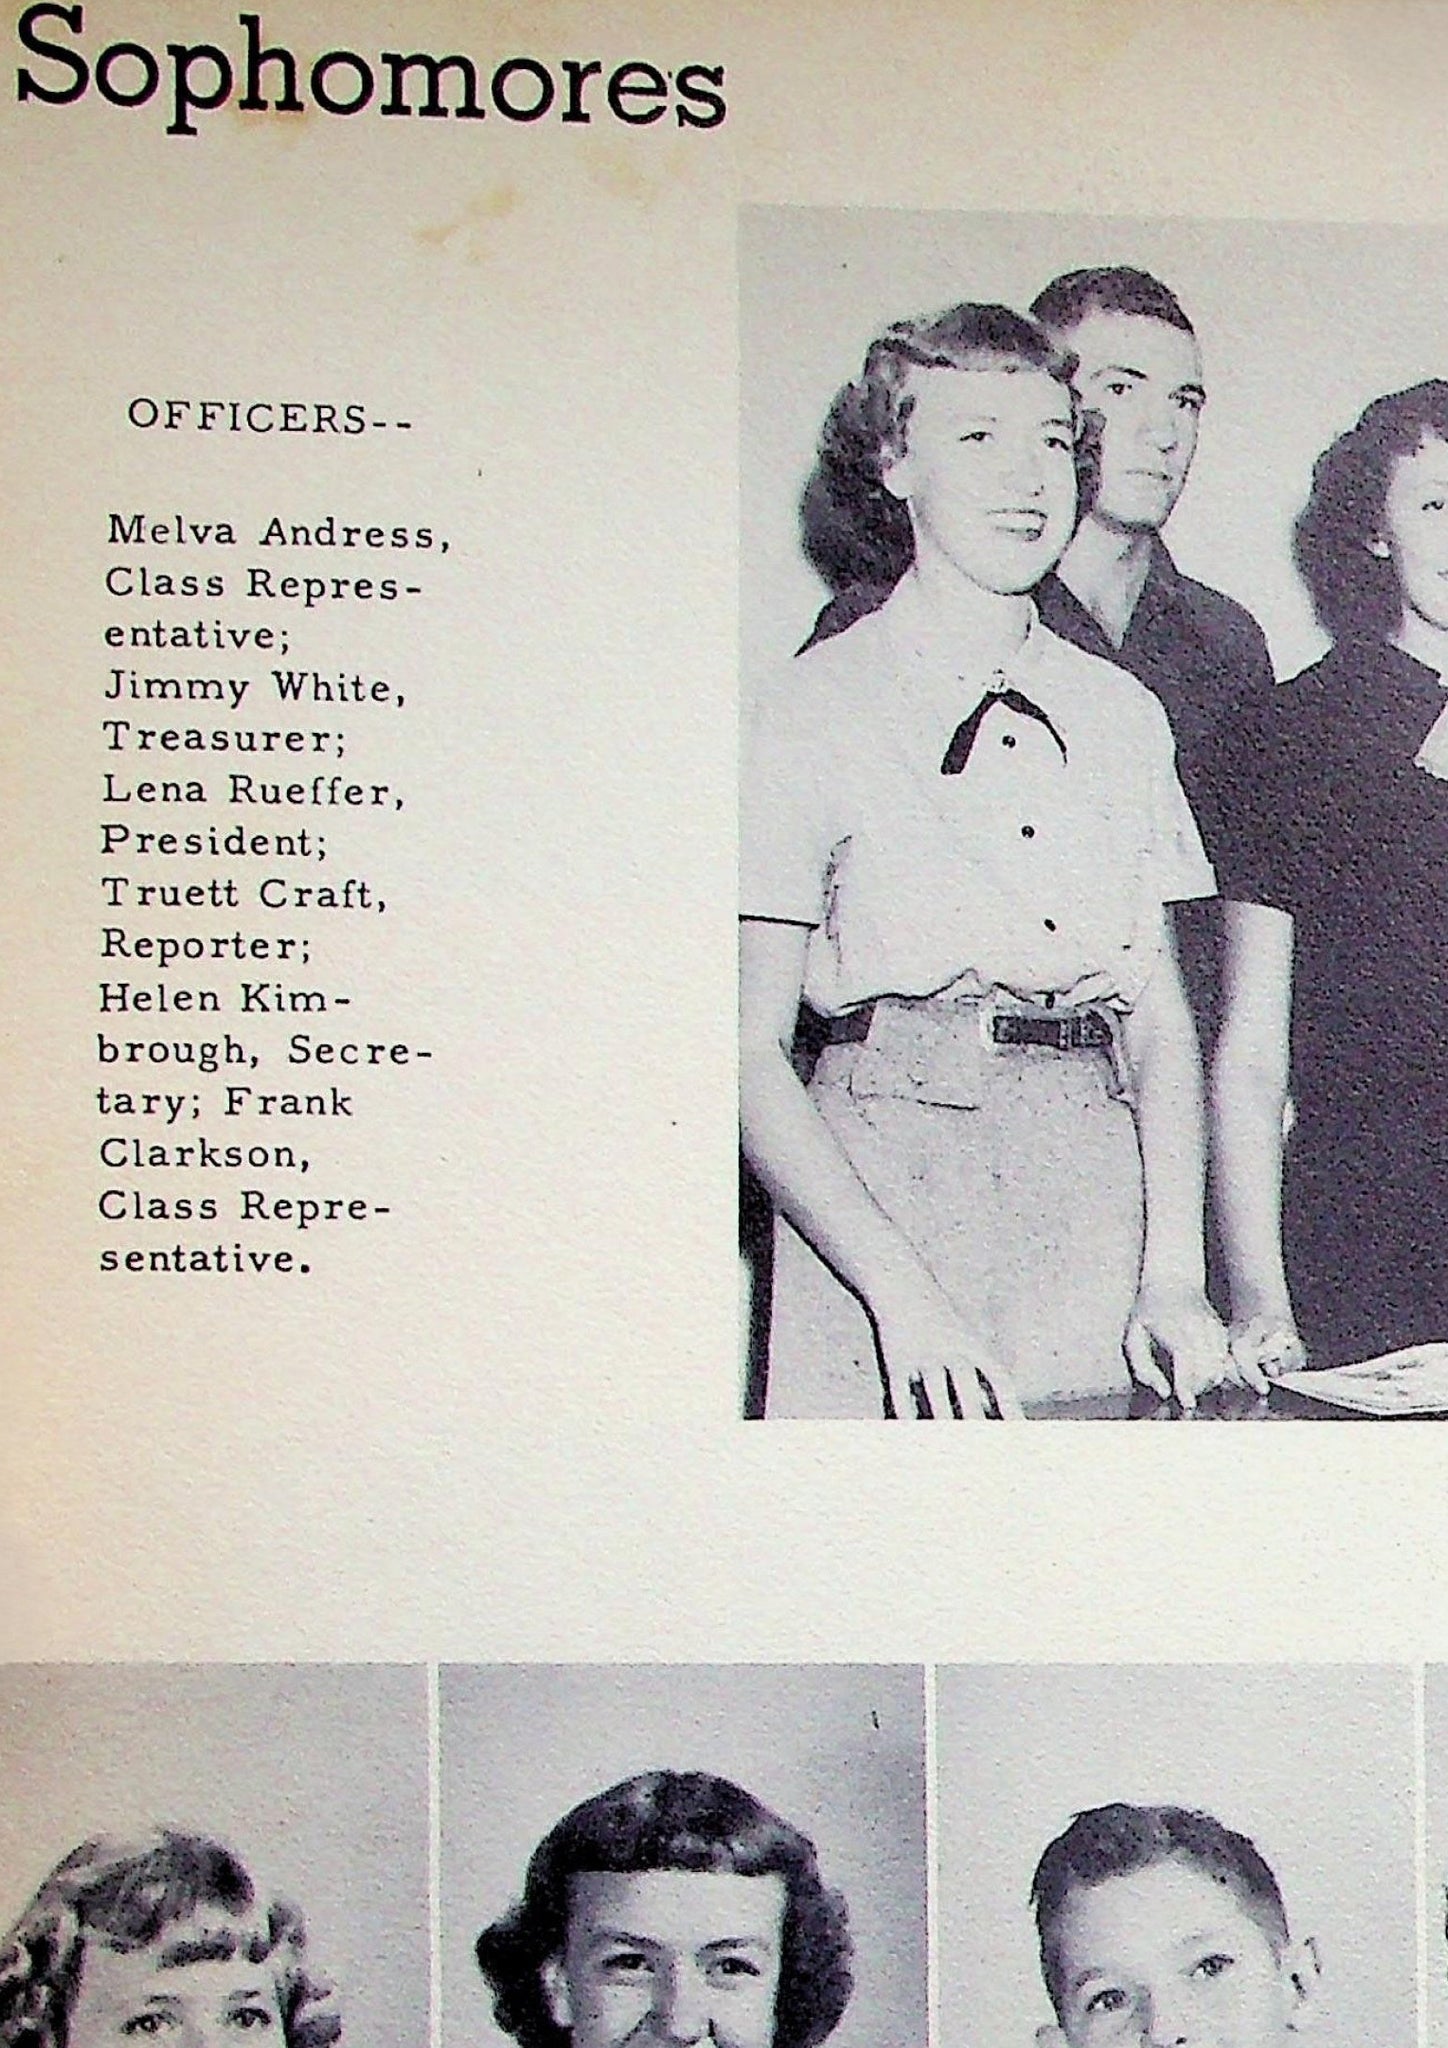 Sophomores
OFFICERS--
Melva Andress,
Class Repres-
entative;
Jimmy White,
Treasurer;
Lena Rueffer,
President;
Truett Craft,
Reporter;
Helen Kim-
brough, Secre-
tary; Frank
Clarkson,
Class Repre-
sentative.